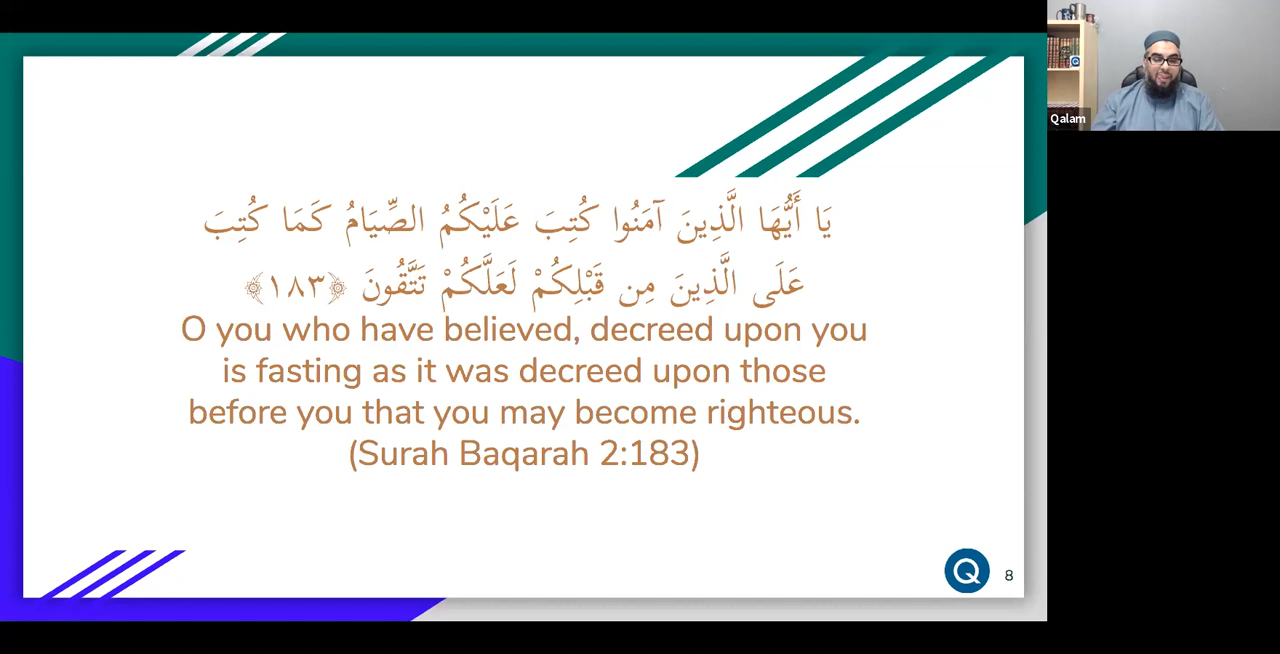 يَا أَيُّهَا الَّذِينَ آمَنُوا كُتِبَ عَلَيْكُمُ الصِّيَامُ كَمَا كُتِبَ
عَلَى الَّذِينَ مِن قَبْلِكُمْ لَعَلَّكُمْ تَتَّقُونَ ﴿١٨٣﴾
O you who have believed, decreed upon you
is fasting as it was decreed upon those
before you that you may become righteous.
(Surah Baqarah 2:183)
Q
8
Qalam